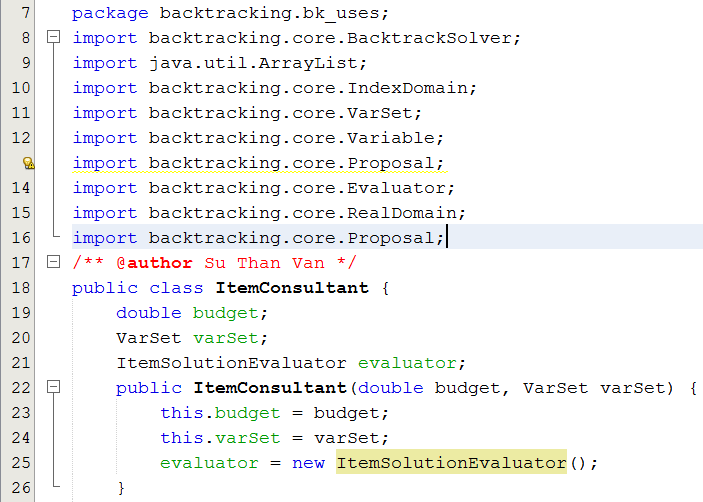 7 package backtracking.bk_uses;
8 import backtracking.core.BacktrackSolver;
9 import java.util.ArrayList;
10 import backtracking.core.IndexDomain;
11 import backtracking.core.VarSet;
12 import backtracking.core.Variable;
import backtracking.core.Proposal;
14 import backtracking.core.Evaluator;
15 import backtracking.core.RealDomain;
16 import backtracking.core.Proposal;
17 /** @author Su Than Van */
18 public class ItemConsultant {
19 double budget;
20 VarSet varSet;
21 ItemSolutionEvaluator evaluator;
22 public ItemConsultant(double budget, VarSet varSet) {
23 this.budget = budget;
24 this.varSet = varSet;
25 evaluator = new ItemSolutionEvaluator();
26 }